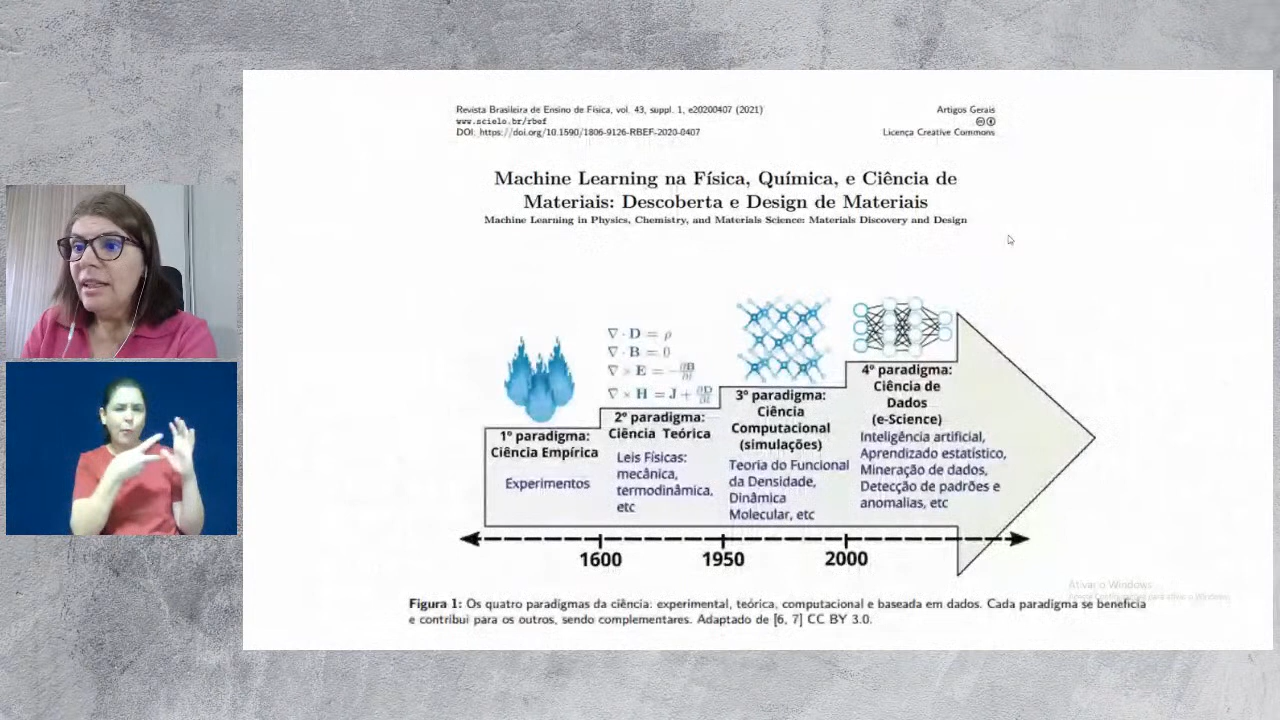 Revista Brasileira de Ensino de Física, vol. 43, suppl. 1, e20200407 (2021)
www.scielo.br/rbef
DOI: https://doi.org/10.1590/1806-9126-RBEF-2020-0407
Artigos Gerais
Licença Creative Commons
Machine Learning na Física, Química, e Ciência de
Materiais: Descoberta e Design de Materiais
Machine Learning in Physics, Chemistry, and Materials Science: Materials Discovery and Design
∇ · D = ρ
∇ · B = 0
∇ × E = −∂B/∂t
∇ × H = J + ∂D/∂t
1º paradigma:
Ciência Empírica
Experimentos
2º paradigma:
Ciência Teórica
Leis Físicas:
mecânica,
termodinâmica,
etc
3º paradigma:
Ciência
Computacional
(simulações)
Teoria do Funcional
da Densidade,
Dinâmica
Molecular, etc
4º paradigma:
Ciência de
Dados
(e-Science)
Inteligência artificial,
Aprendizado estatístico,
Mineração de dados,
Detecção de padrões e
anomalias, etc
1600
1950
2000
Ativar o Windows
Figura 1: Os quatro paradigmas da ciência: experimental, teórica, computacional e baseada em dados. Cada paradigma se beneficia
e contribui para os outros, sendo complementares. Adaptado de [6, 7] CC BY 3.0.